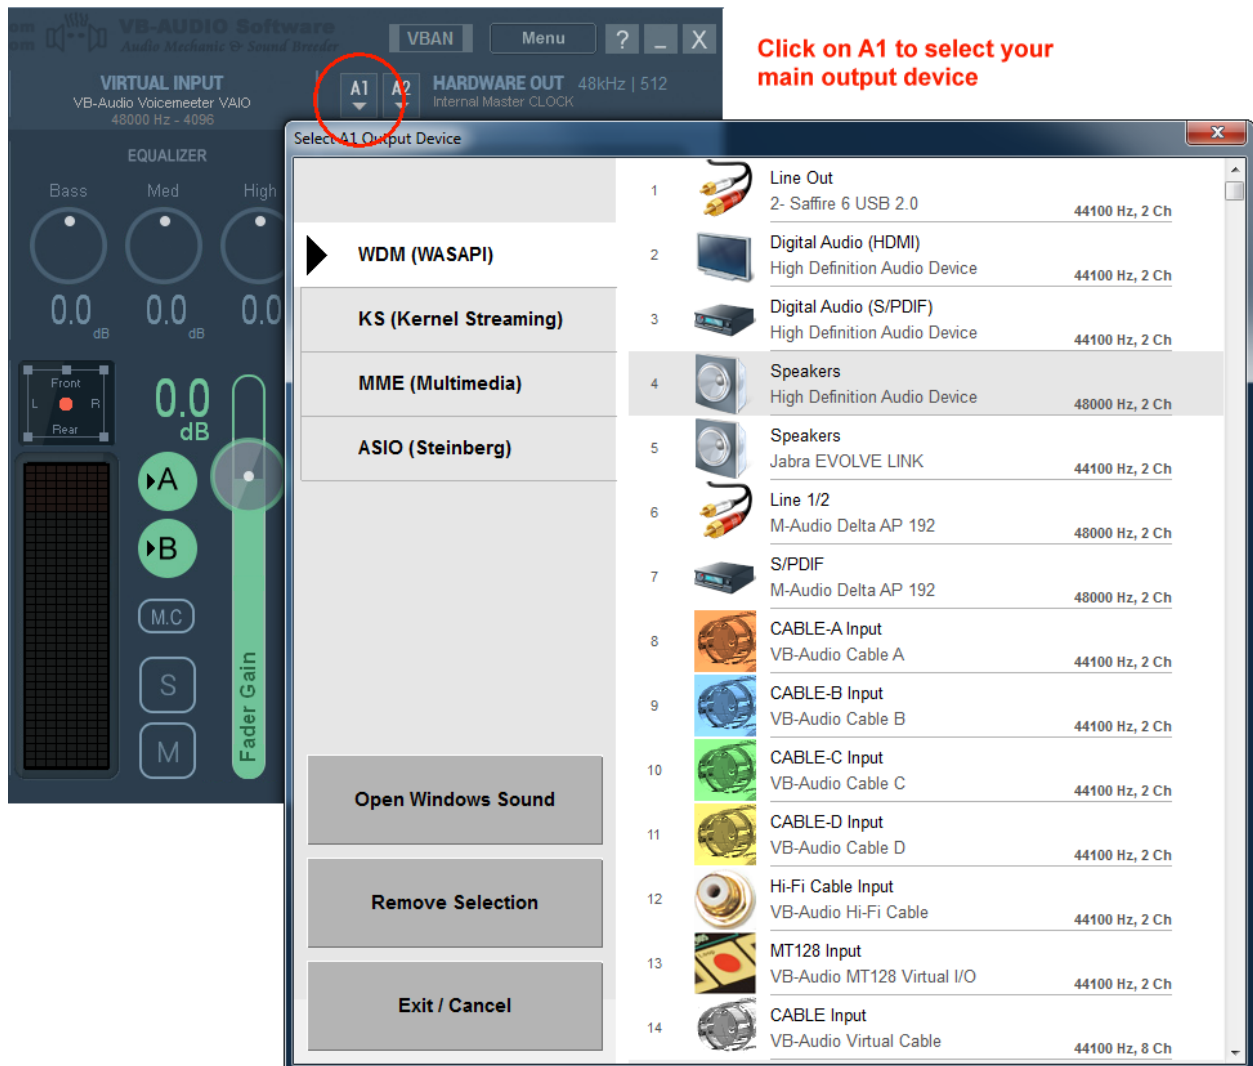 om VB-AUDIO Software
om Audio Mechanic & Sound Breeder
VBAN
Menu
? _ X
Click on A1 to select your
main output device
VIRTUAL INPUT
VB-Audio Voicemeeter VAIO
48000 Hz - 4096
A1
A2
HARDWARE OUT 48kHz | 512
Internal Master CLOCK
Select A1 Output Device
EQUALIZER
Bass Med High
0.0 dB
0.0 dB
0.0
Front
L R
Rear
0.0
dB
A
B
M.C
S
M
Fader Gain
WDM (WASAPI)
KS (Kernel Streaming)
MME (Multimedia)
ASIO (Steinberg)
Open Windows Sound
Remove Selection
Exit / Cancel
1 Line Out
2- Saffire 6 USB 2.0
44100 Hz, 2 Ch
2 Digital Audio (HDMI)
High Definition Audio Device
44100 Hz, 2 Ch
3 Digital Audio (S/PDIF)
High Definition Audio Device
44100 Hz, 2 Ch
4 Speakers
High Definition Audio Device
48000 Hz, 2 Ch
5 Speakers
Jabra EVOLVE LINK
44100 Hz, 2 Ch
6 Line 1/2
M-Audio Delta AP 192
48000 Hz, 2 Ch
7 S/PDIF
M-Audio Delta AP 192
48000 Hz, 2 Ch
8 CABLE-A Input
VB-Audio Cable A
44100 Hz, 2 Ch
9 CABLE-B Input
VB-Audio Cable B
44100 Hz, 2 Ch
10 CABLE-C Input
VB-Audio Cable C
44100 Hz, 2 Ch
11 CABLE-D Input
VB-Audio Cable D
44100 Hz, 2 Ch
12 Hi-Fi Cable Input
VB-Audio Hi-Fi Cable
44100 Hz, 2 Ch
13 MT128 Input
VB-Audio MT128 Virtual I/O
44100 Hz, 2 Ch
14 CABLE Input
VB-Audio Virtual Cable
44100 Hz, 8 Ch